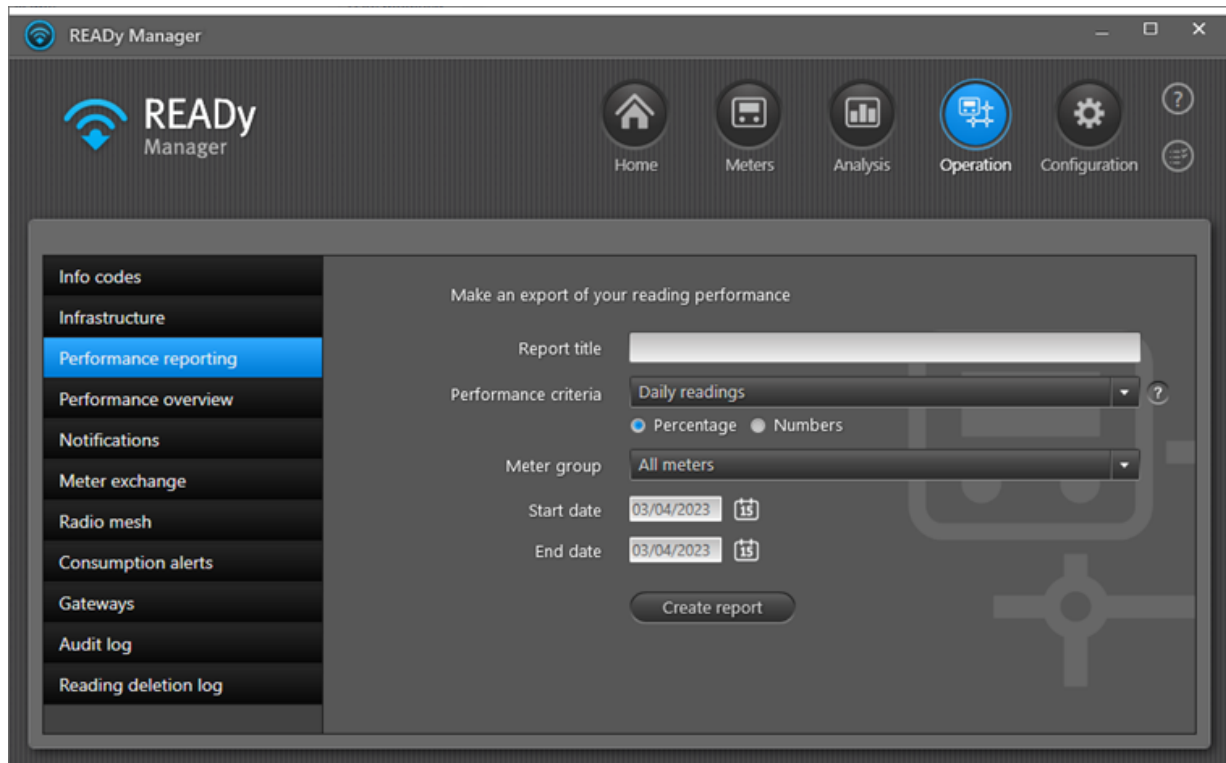 READy Manager
READy
Manager
Home Meters Analysis Operation Configuration
?
Info codes
Infrastructure
Performance reporting
Performance overview
Notifications
Meter exchange
Radio mesh
Consumption alerts
Gateways
Audit log
Reading deletion log
Make an export of your reading performance
Report title
Performance criteria Daily readings ?
Percentage Numbers
Meter group All meters
Start date 03/04/2023 15
End date 03/04/2023 15
Create report